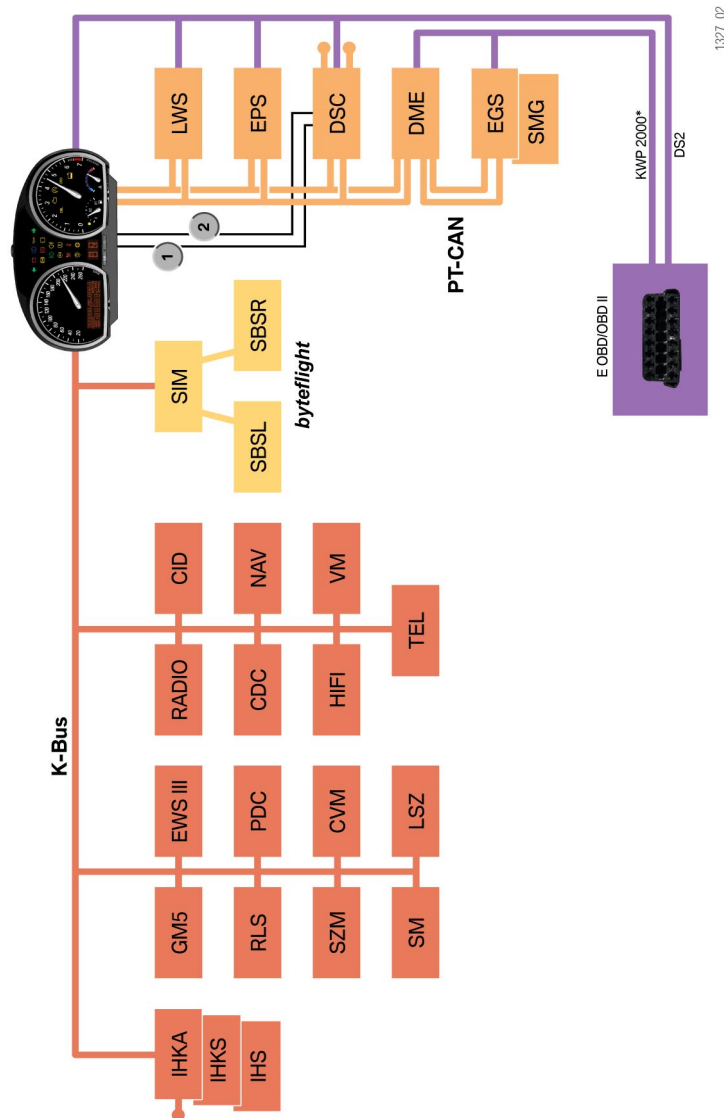 K-Bus
PT-CAN
byteflight
IHKA
IHKS
IHS
GM5
EWS III
RLS
PDC
SZM
CVM
SM
LSZ
RADIO
CID
CDC
NAV
HIFI
VM
TEL
SIM
SBSL
SBSR
1
2
LWS
EPS
DSC
DME
EGS
SMG
KWP 2000*
DS2
E OBD/OBD II
1327_02